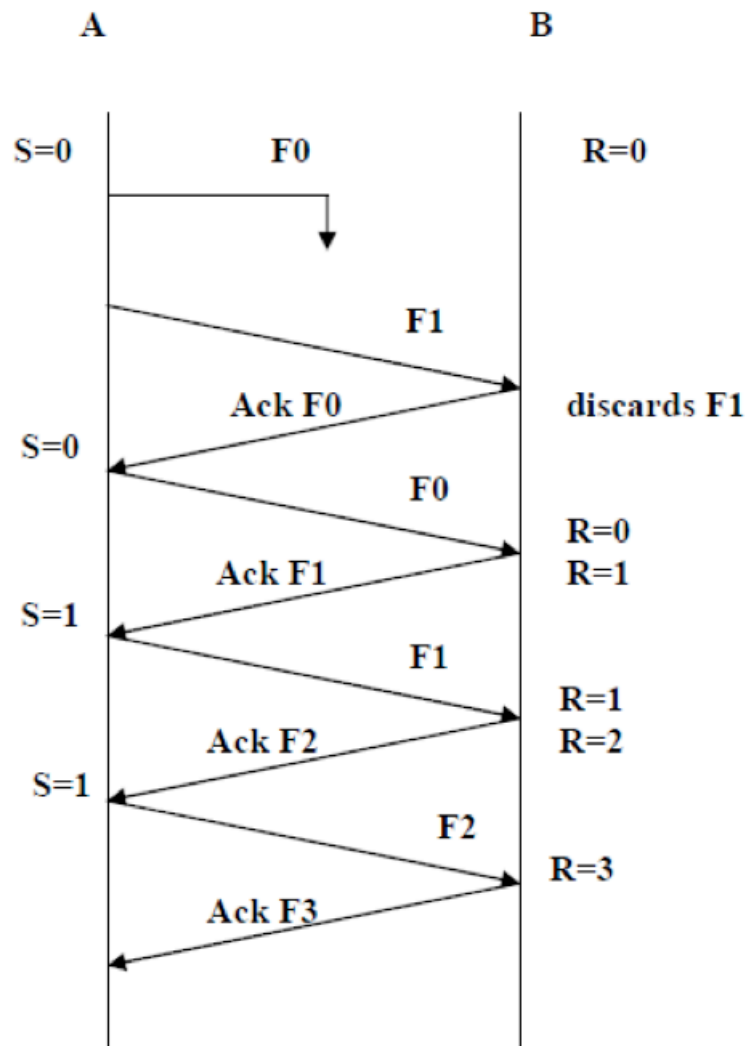 A B
S=0 F0 R=0
F1
Ack F0 discards F1
S=0
F0
R=0
Ack F1 R=1
S=1
F1
R=1
Ack F2 R=2
S=1
F2
R=3
Ack F3